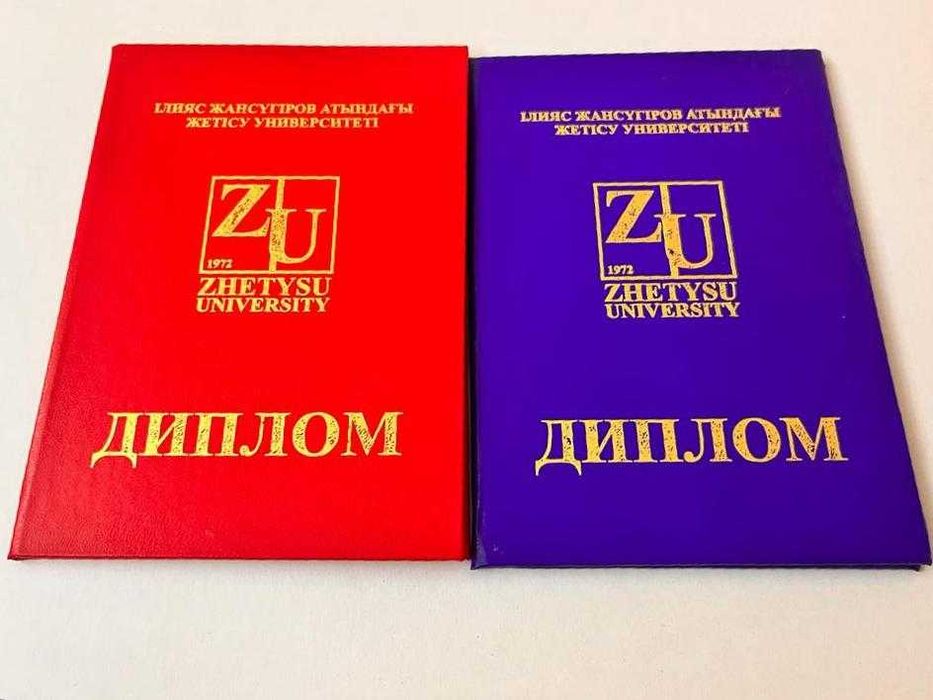 ІЛИЯС ЖАНСҮГІРОВ АТЫНДАҒЫ
ЖЕТІСУ УНИВЕРСИТЕТІ
ZU
1972
ZHETYSU
UNIVERSITY
ДИПЛОМ
ІЛИЯС ЖАНСҮГІРОВ АТЫНДАҒЫ
ЖЕТІСУ УНИВЕРСИТЕТІ
ZU
1972
ZHETYSU
UNIVERSITY
ДИПЛОМ